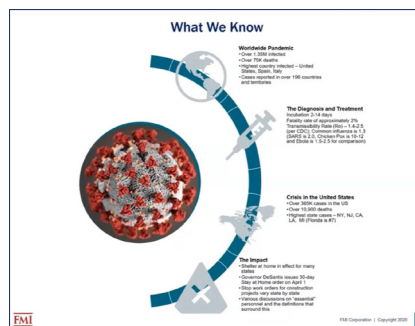 What We Know
Worldwide Pandemic
• Over 1.35M infected
• Over 75K deaths
• Highest country infected – United
States, Spain, Italy
• Cases reported in over 196 countries
and territories
The Diagnosis and Treatment
Incubation 2-14 days
Fatality rate of approximately 2%
Transmissibility Rate (Ro) – 1.4-2.5
(per CDC); Common influenza is 1.3
(SARS is 2.0, Chicken Pox is 10-12
and Ebola is 1.5-2.5 for comparison)
Crisis in the United States
• Over 365K cases in the US
• Over 10,900 deaths
• Highest state cases – NY, NJ, CA,
LA, MI (Florida is #7)
The Impact
• Shelter at home in effect for many
states
• Governor DeSantis issues 30-day
Stay at Home order on April 1
• Stop work orders for construction
projects vary state by state
• Various discussions on "essential"
personnel and the definitions that
surround this
FMI
FMI Corporation | Copyright 2020